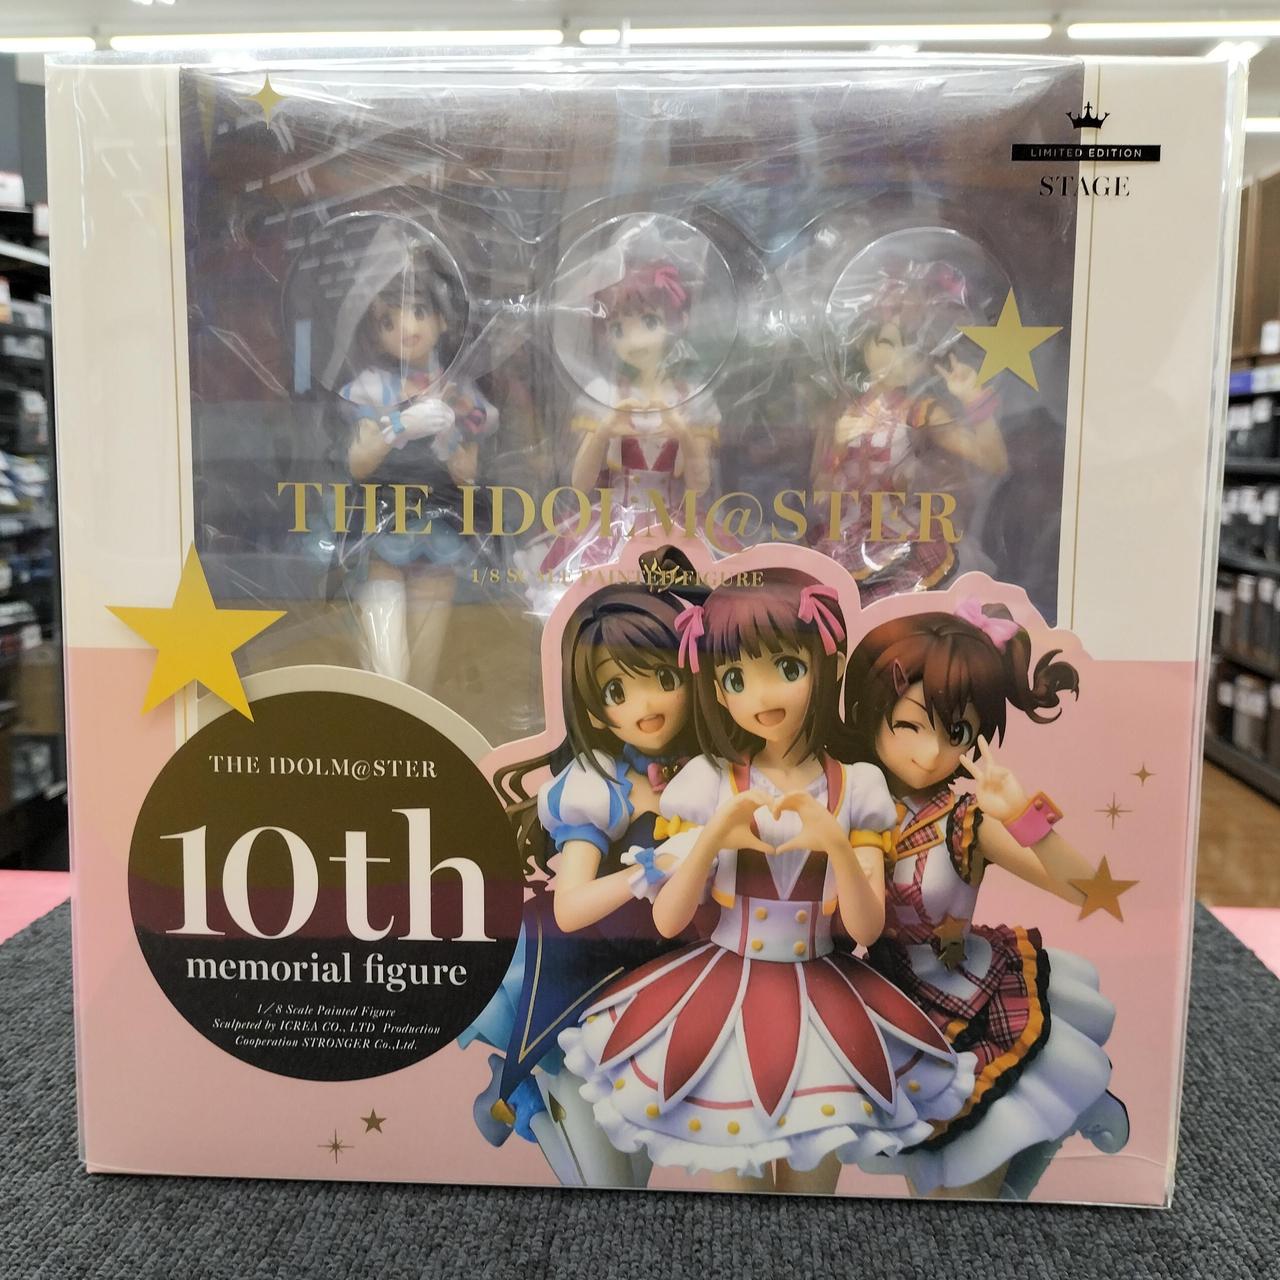 LIMITED EDITION
STAGE
THE IDOLM@STER
1/8 SCALE PAINTED FIGURE
THE IDOLM@STER
10th
memorial figure
1/8 Scale Painted Figure
Sculpeted by ICREA CO., LTD Production
Cooperation STRONGER Co.,Ltd.